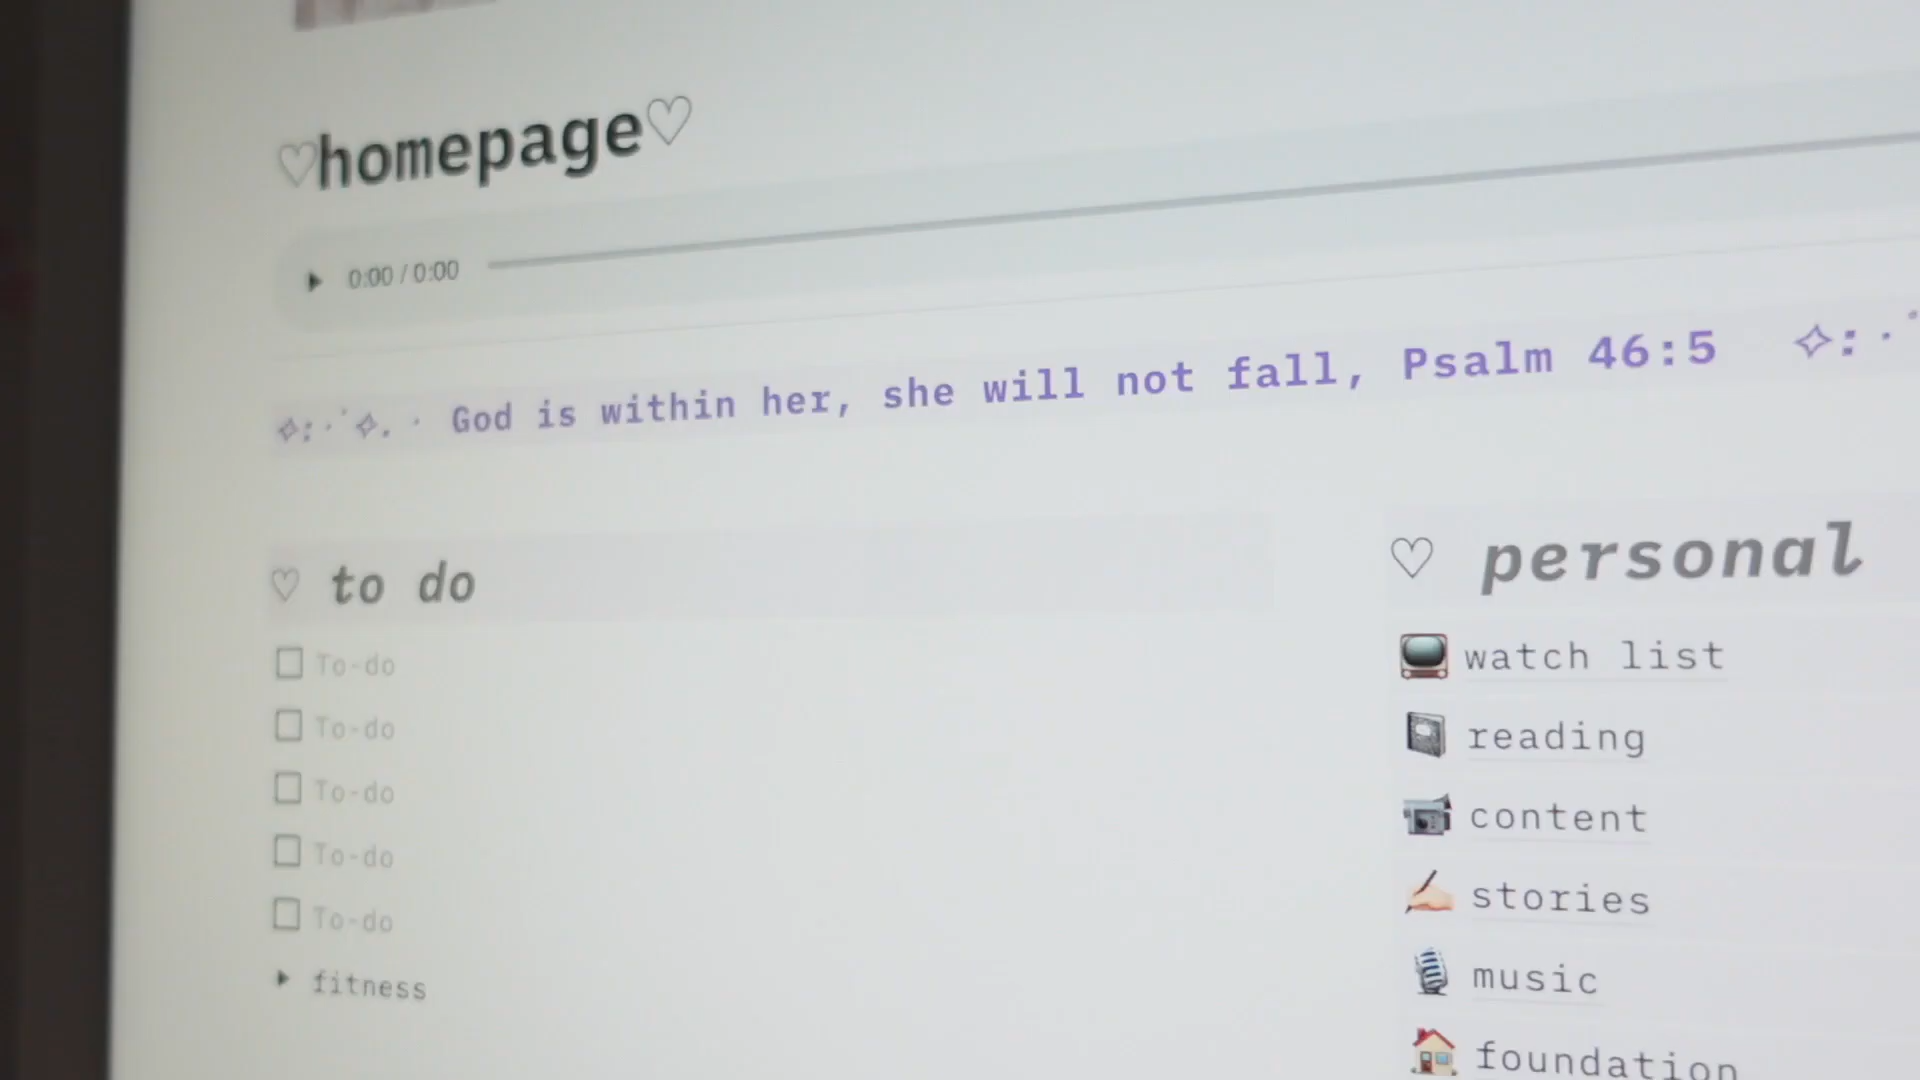 ♡homepage♡
0:00 / 0:00
✧:･ﾟ✧. · God is within her, she will not fall, Psalm 46:5 ✧:･ﾟ
♡ to do
To-do
To-do
To-do
To-do
To-do
fitness
♡ personal
watch list
reading
content
stories
music
foundation